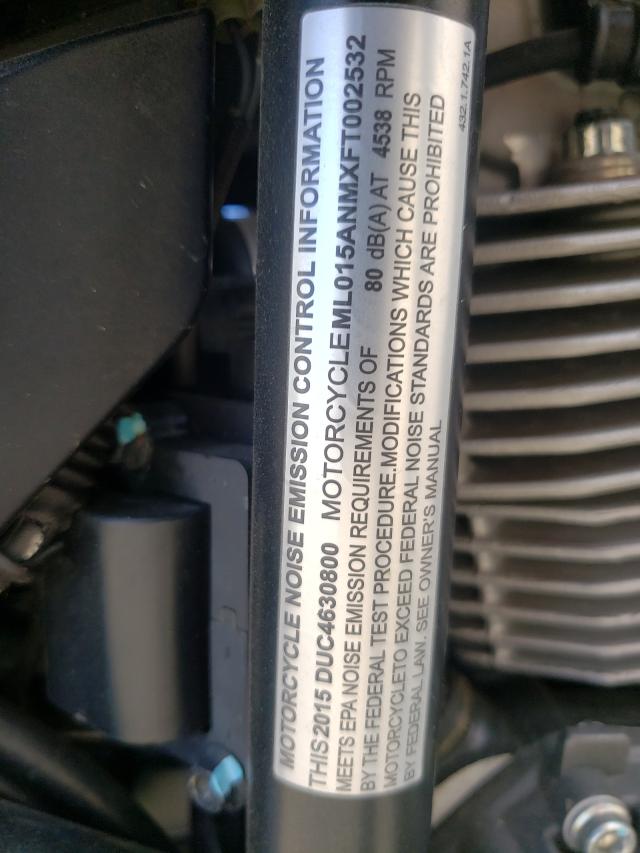 MOTORCYCLE NOISE EMISSION CONTROL INFORMATION
THIS 2015 DUC4630800 MOTORCYCLEML015ANMXFT002532
MEETS EPA NOISE EMISSION REQUIREMENTS OF 80 dB(A) AT 4538 RPM
BY THE FEDERAL TEST PROCEDURE.MODIFICATIONS WHICH CAUSE THIS
MOTORCYCLETO EXCEED FEDERAL NOISE STANDARDS ARE PROHIBITED
BY FEDERAL LAW. SEE OWNER'S MANUAL
432.1.742.1A